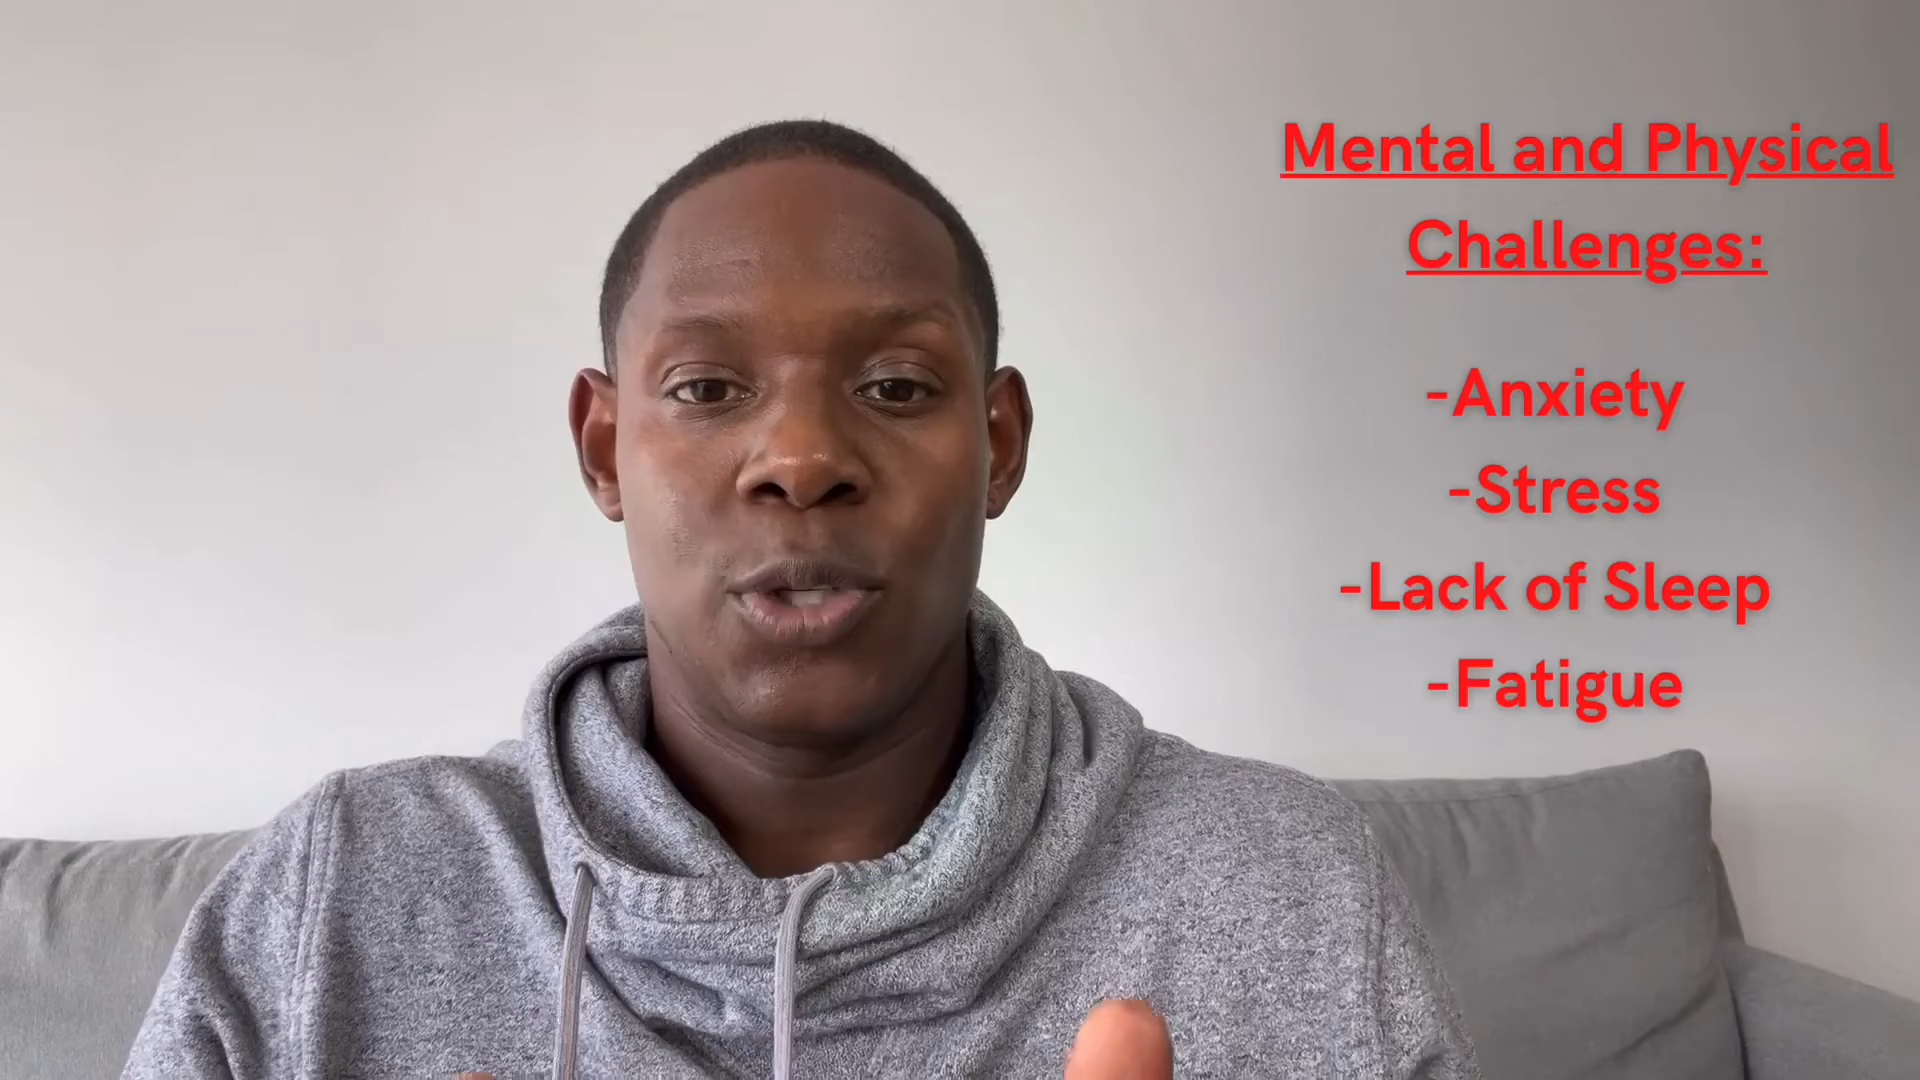 Mental and Physical
Challenges:
-Anxiety
-Stress
-Lack of Sleep
-Fatigue